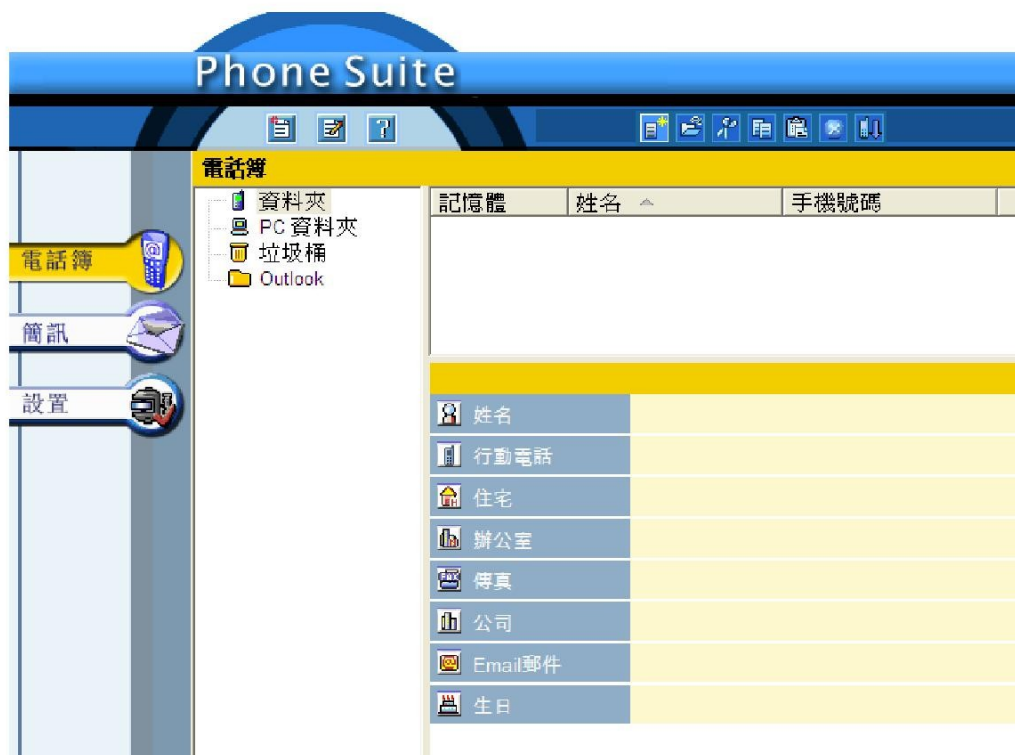 Phone Suite
電話簿
簡訊
設置
電話簿
資料夾
PC 資料夾
垃圾桶
Outlook
記憶體 姓名 手機號碼
姓名
行動電話
住宅
辦公室
傳真
公司
Email郵件
生日